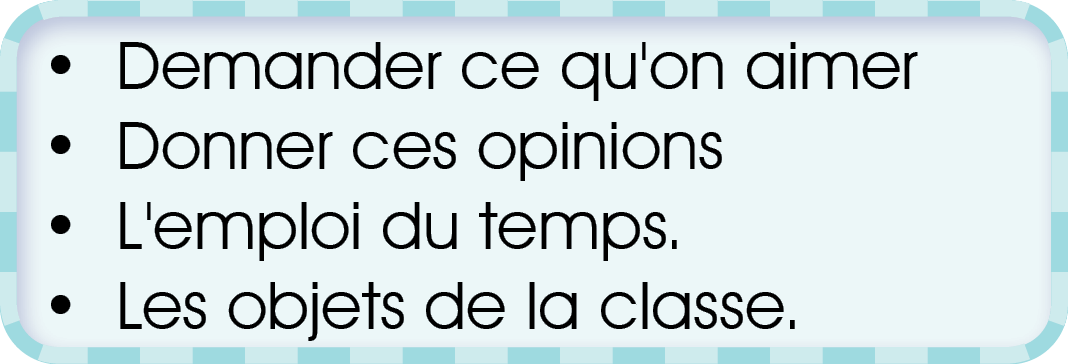 • Demander ce qu'on aimer
• Donner ces opinions
• L'emploi du temps.
• Les objets de la classe.